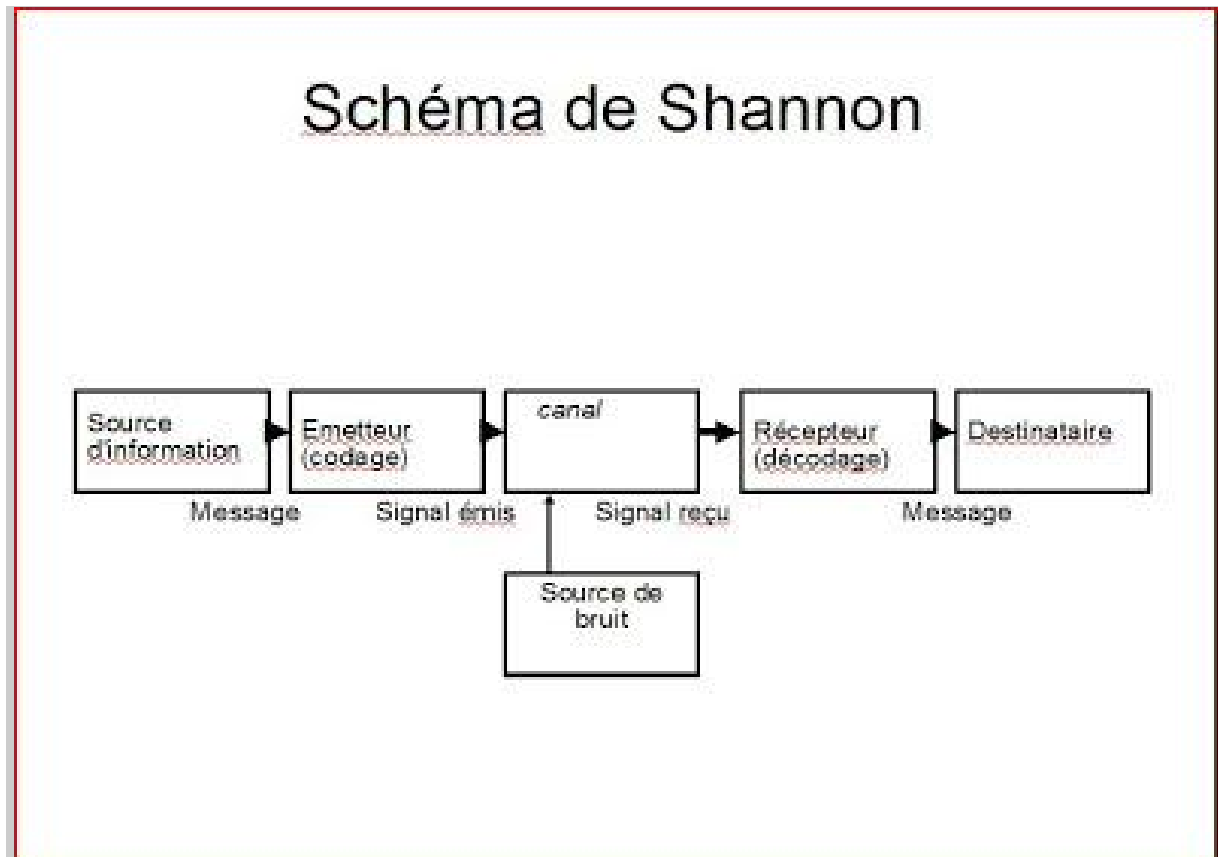 Schéma de Shannon
Source
d'information
Emetteur
(codage)
canal
Récepteur
(décodage)
Destinataire
Message
Signal émis
Signal reçu
Message
Source de
bruit